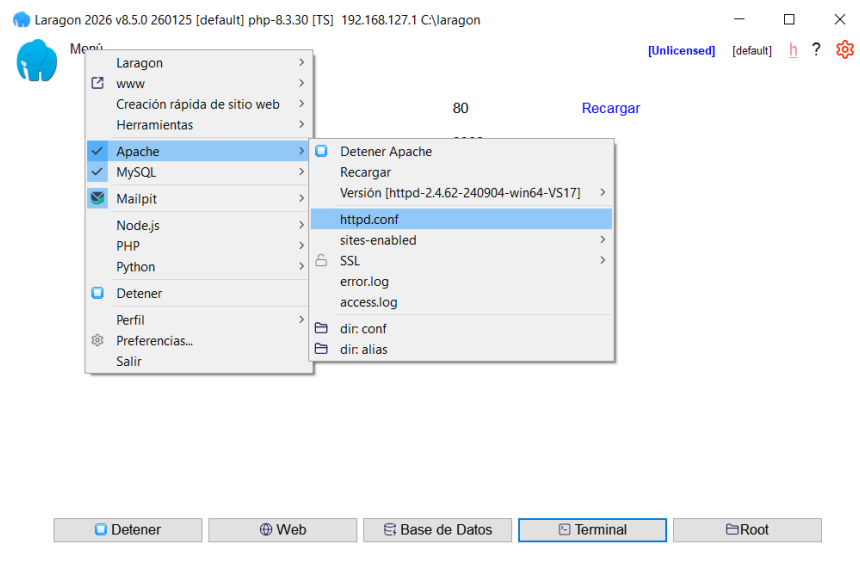 Laragon 2026 v8.5.0 260125 [default] php-8.3.30 [TS] 192.168.127.1 C:\laragon
Menú
[Unlicensed] [default] h ?
Laragon
www
Creación rápida de sitio web
Herramientas
80 Recargar
Apache
MySQL
Mailpit
Node.js
PHP
Python
Detener
Perfil
Preferencias...
Salir
Detener Apache
Recargar
Versión [httpd-2.4.62-240904-win64-VS17]
httpd.conf
sites-enabled
SSL
error.log
access.log
dir: conf
dir: alias
Detener
Web
Base de Datos
Terminal
Root